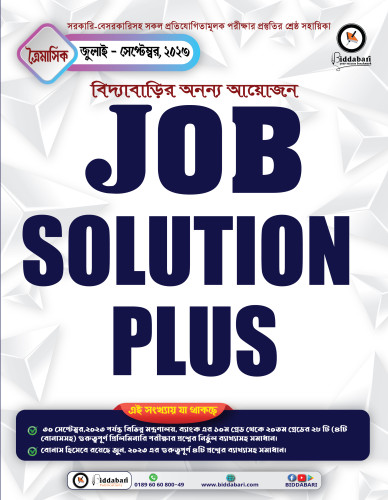 সরকারি-বেসরকারিসহ সকল প্রতিযোগিতামূলক পরীক্ষার প্রস্তুতির শ্রেষ্ঠ সহায়িকা
ত্রৈমাসিক
জুলাই - সেপ্টেম্বর, ২০২৩
Biddabari
বিদ্যাবাড়ির অনন্য আয়োজন
JOB
SOLUTION
PLUS
এই সংখ্যায় যা থাকছে
৩০ সেপ্টেম্বর,২০২৩ পর্যন্ত বিভিন্ন মন্ত্রণালয়, ব্যাংক এর ১০ম গ্রেড থেকে ২০তম গ্রেডের ২৮ টি (৪টি
বোনাসসহ) গুরুত্বপূর্ণ প্রিলিমিনারি পরীক্ষার প্রশ্নের নির্ভুল ব্যাখ্যাসহ সমাধান।
বোনাস হিসেবে রয়েছে জুন, ২০২৩ এর গুরুত্বপূর্ণ ৪টি প্রশ্নের ব্যাখ্যাসহ সমাধান।
Biddabari
0189 60 60 800-49
www.biddabari.com
BIDDABARI